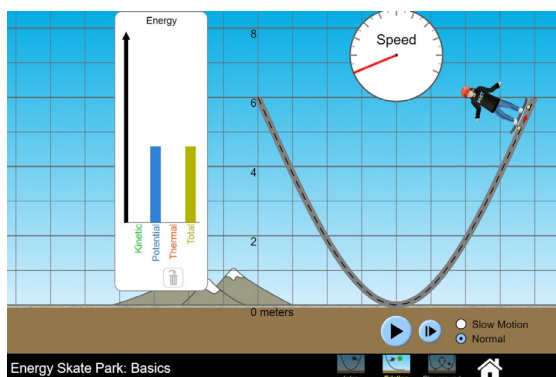 Energy
Kinetic
Potential
Thermal
Total
8
6
4
2
0 meters
Speed
Slow Motion
Normal
Energy Skate Park: Basics